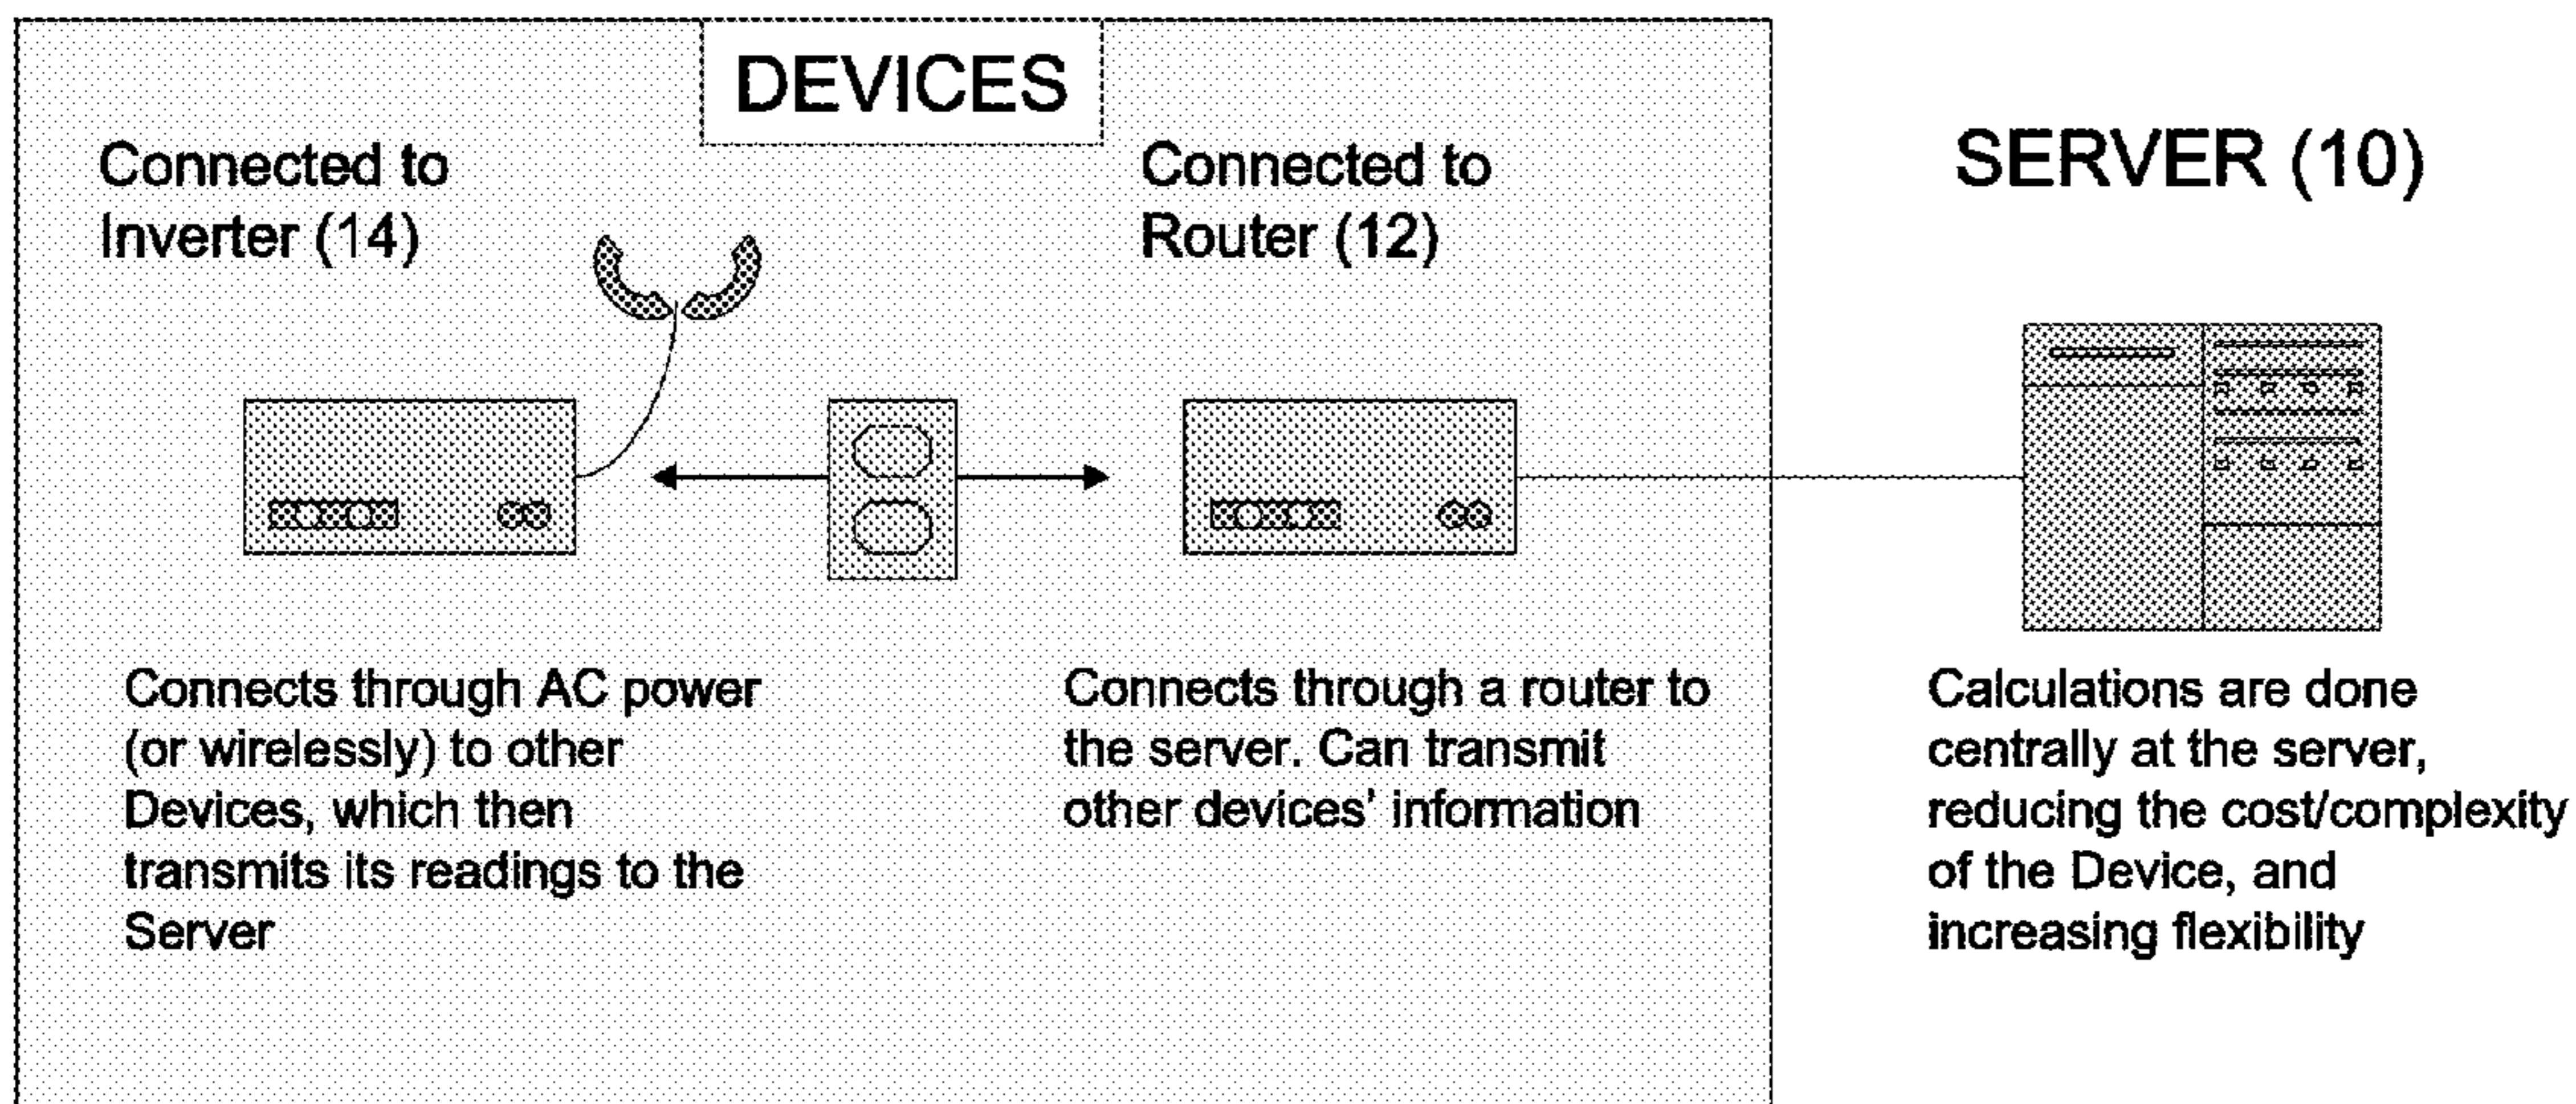 DEVICES
Connected to
Inverter (14)
Connected to
Router (12)
SERVER (10)
Connects through AC power
(or wirelessly) to other
Devices, which then
transmits its readings to the
Server
Connects through a router to
the server. Can transmit
other devices’ information
Calculations are done
centrally at the server,
reducing the cost/complexity
of the Device, and
increasing flexibility